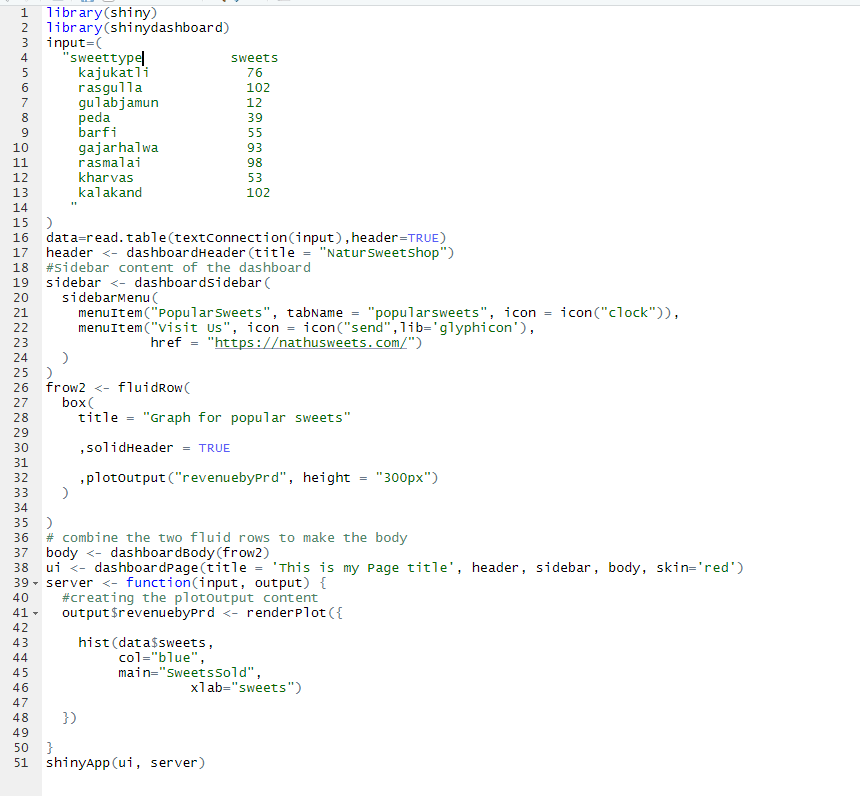 1 library(shiny)
2 library(shinydashboard)
3 input=(
4   "sweettype           sweets
5     kajukatli            76
6     rasgulla             102
7     gulabjamun           12
8     peda                 39
9     barfi                55
10     gajarhalwa           93
11     rasmalai             98
12     kharvas              53
13     kalakand             102
14    "
15 )
16 data=read.table(textConnection(input),header=TRUE)
17 header <- dashboardHeader(title = "NaturSweetShop")
18 #Sidebar content of the dashboard
19 sidebar <- dashboardSidebar(
20   sidebarMenu(
21     menuItem("PopularSweets", tabName = "popularsweets", icon = icon("clock")),
22     menuItem("Visit Us", icon = icon("send",lib='glyphicon'),
23              href = "https://nathusweets.com/")
24   )
25 )
26 frow2 <- fluidRow(
27   box(
28     title = "Graph for popular sweets"
29
30     ,solidHeader = TRUE
31
32     ,plotOutput("revenuebyPrd", height = "300px")
33   )
34
35 )
36 # combine the two fluid rows to make the body
37 body <- dashboardBody(frow2)
38 ui <- dashboardPage(title = 'This is my Page title', header, sidebar, body, skin='red')
39 server <- function(input, output) {
40   #creating the plotOutput content
41   output$revenuebyPrd <- renderPlot({
42
43     hist(data$sweets,
44          col="blue",
45          main="SweetsSold",
46                   xlab="sweets")
47
48   })
49
50 }
51 shinyApp(ui, server)